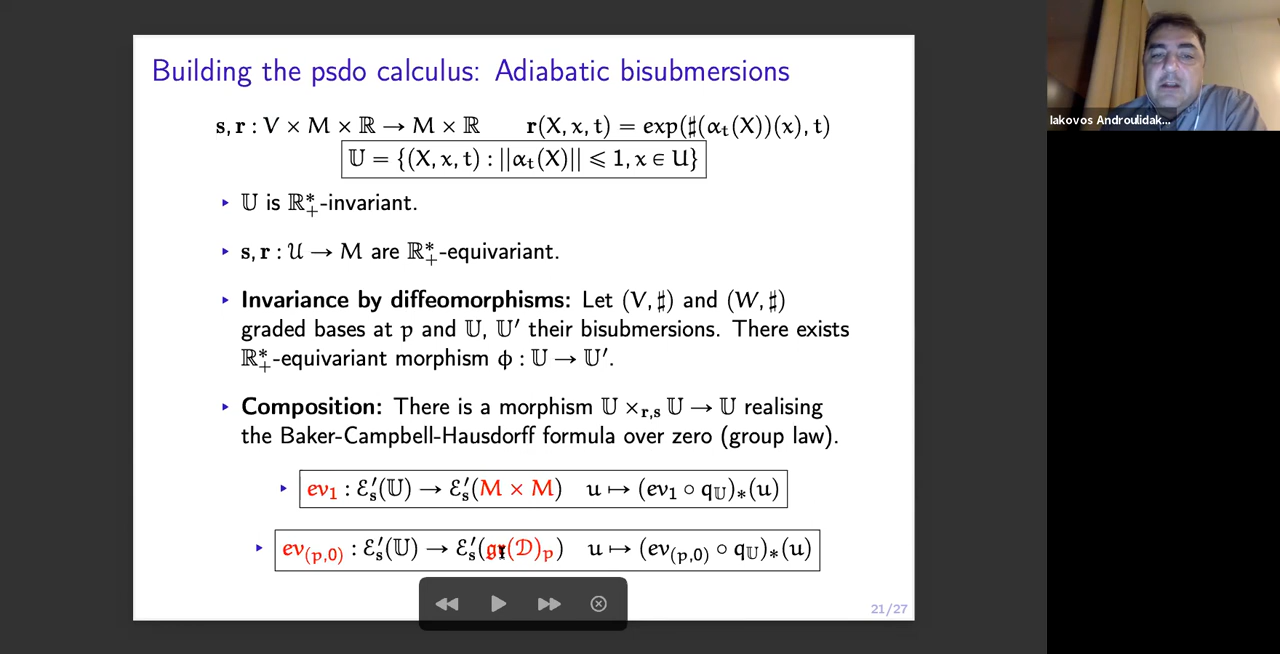 Building the psdo calculus: Adiabatic bisubmersions
s, r : V × M × ℝ → M × ℝ r(X, x, t) = exp(♯(α_t(X))(x), t)
𝕌 = {(X, x, t) : ||α_t(X)|| ⩽ 1, x ∈ U}
▸ 𝕌 is ℝ*₊-invariant.
▸ s, r : 𝒰 → M are ℝ*₊-equivariant.
▸ Invariance by diffeomorphisms: Let (V, ♯) and (W, ♯)
graded bases at p and 𝕌, 𝕌′ their bisubmersions. There exists
ℝ*₊-equivariant morphism ϕ : 𝕌 → 𝕌′.
▸ Composition: There is a morphism 𝕌 ×_{r,s} 𝕌 → 𝕌 realising
the Baker-Campbell-Hausdorff formula over zero (group law).
▸ ev₁ : ℰ′_s(𝕌) → ℰ′_s(M × M) u ↦ (ev₁ ∘ q_𝕌)_*(u)
▸ ev_{(p,0)} : ℰ′_s(𝕌) → ℰ′_s(𝔤𝔯(𝒟)_p) u ↦ (ev_{(p,0)} ∘ q_𝕌)_*(u)
21/27
Iakovos Androulidak...